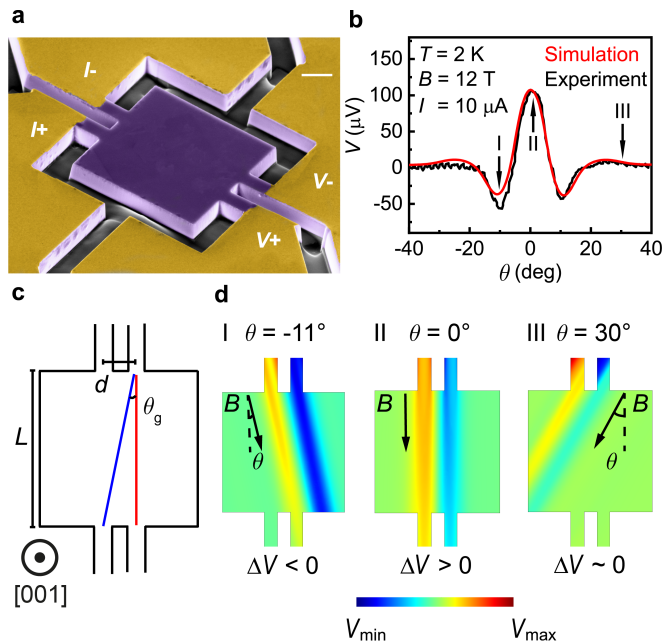 a
I-
I+
V-
V+
b
T = 2 K
B = 12 T
I = 10 μA
Simulation
Experiment
I
II
III
V (μV)
150
100
50
0
-50
-40
-20
0
20
40
θ (deg)
c
d
L
θg
[001]
d
I θ = -11°
II θ = 0°
III θ = 30°
B
θ
B
B
θ
ΔV < 0
ΔV > 0
ΔV ~ 0
Vmin
Vmax